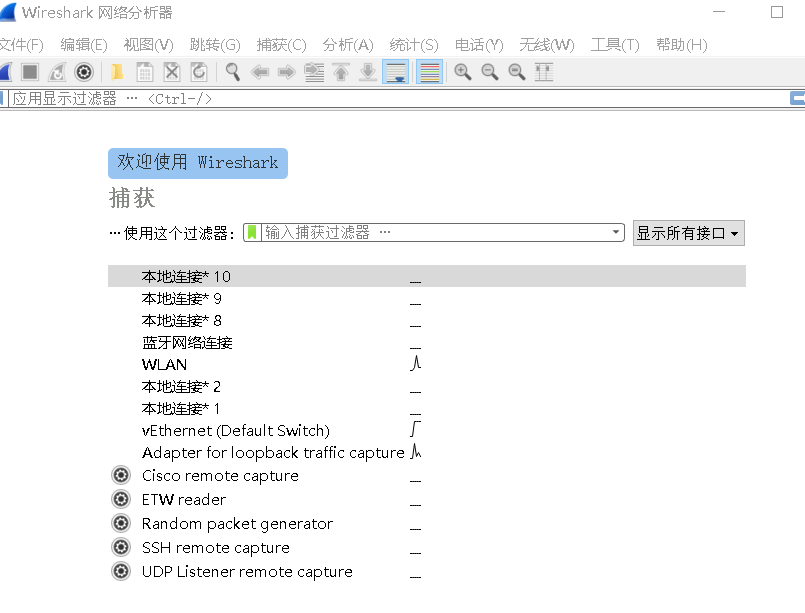 Wireshark 网络分析器
文件(F) 编辑(E) 视图(V) 跳转(G) 捕获(C) 分析(A) 统计(S) 电话(Y) 无线(W) 工具(T) 帮助(H)
应用显示过滤器 … <Ctrl-/>
欢迎使用 Wireshark
捕获
…使用这个过滤器: 输入捕获过滤器 … 显示所有接口
本地连接* 10
本地连接* 9
本地连接* 8
蓝牙网络连接
WLAN
本地连接* 2
本地连接* 1
vEthernet (Default Switch)
Adapter for loopback traffic capture
Cisco remote capture
ETW reader
Random packet generator
SSH remote capture
UDP Listener remote capture